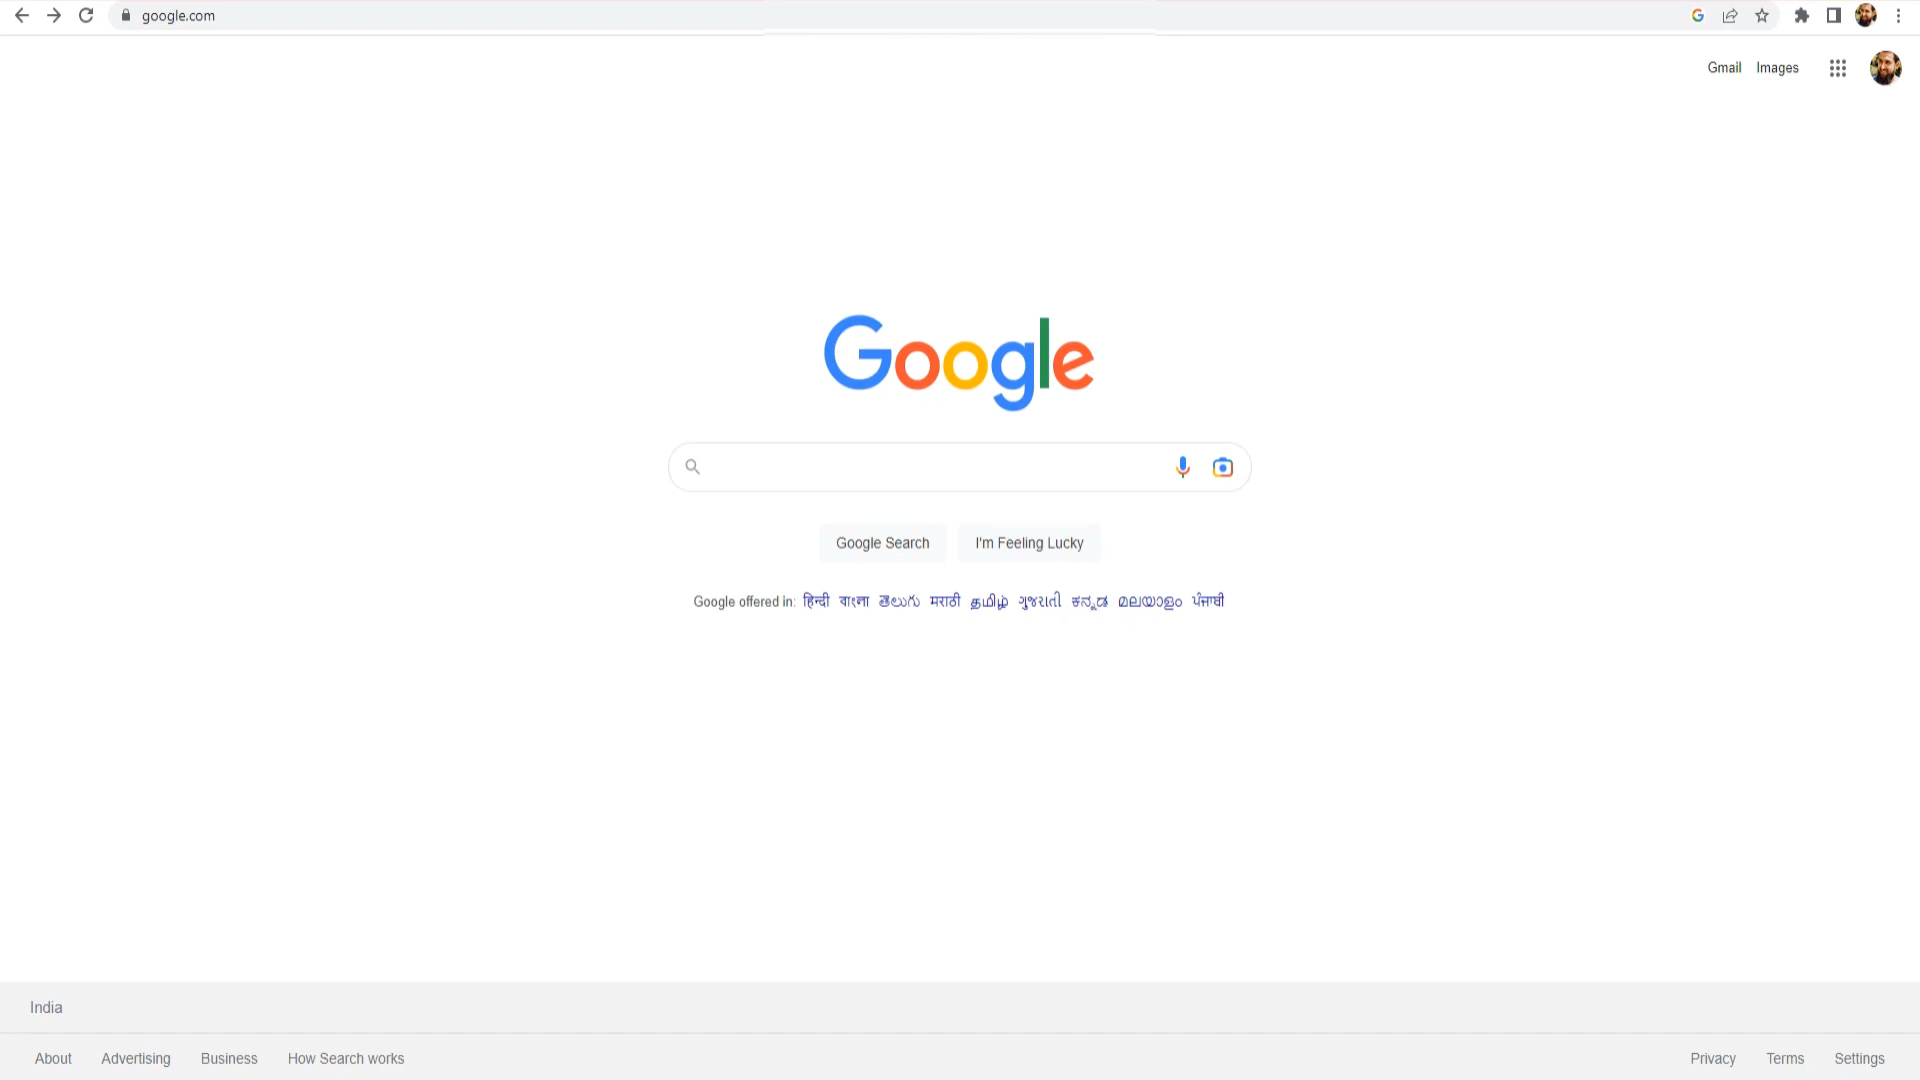 google.com
Gmail Images
Google
Google Search I'm Feeling Lucky
Google offered in: हिन्दी বাংলা తెలుగు मराठी தமிழ் ગુજરાતી ಕನ್ನಡ മലയാളം ਪੰਜਾਬੀ
India
About Advertising Business How Search works Privacy Terms Settings